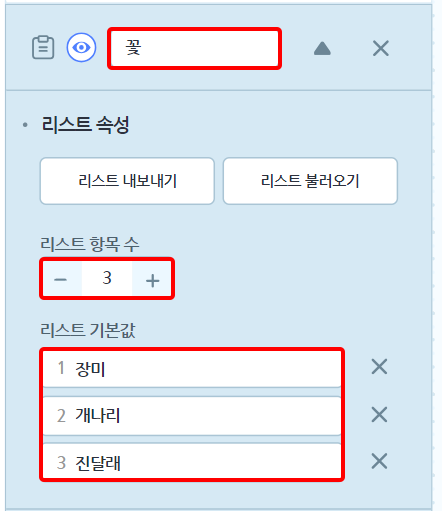 꽃
리스트 속성
리스트 내보내기 리스트 불러오기
리스트 항목 수
3
리스트 기본값
1 장미
2 개나리
3 진달래